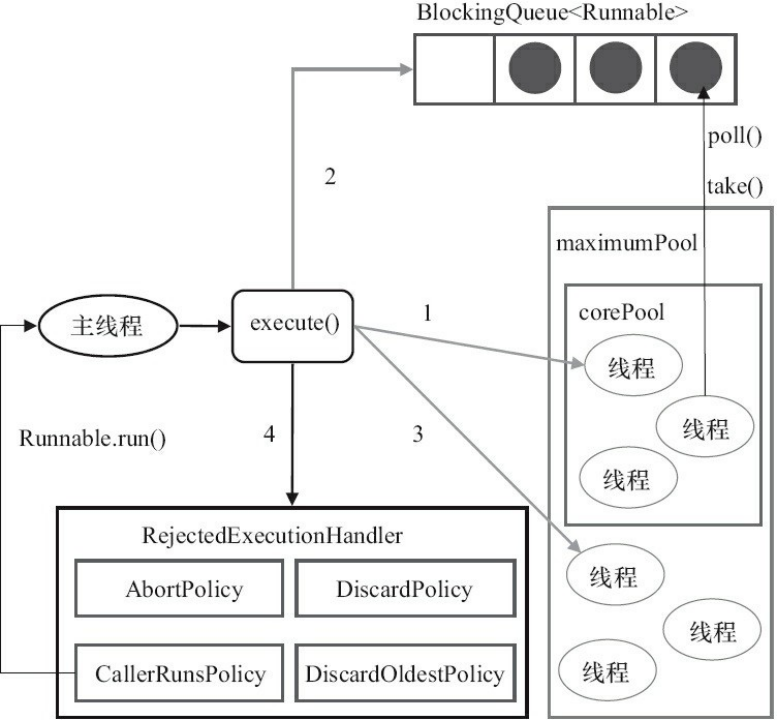 BlockingQueue<Runnable>
poll()
2
take()
maximumPool
corePool
主线程
execute()
1
线程
Runnable.run()
4
3
线程
线程
RejectedExecutionHandler
AbortPolicy
DiscardPolicy
线程
线程
CallerRunsPolicy
DiscardOldestPolicy
线程